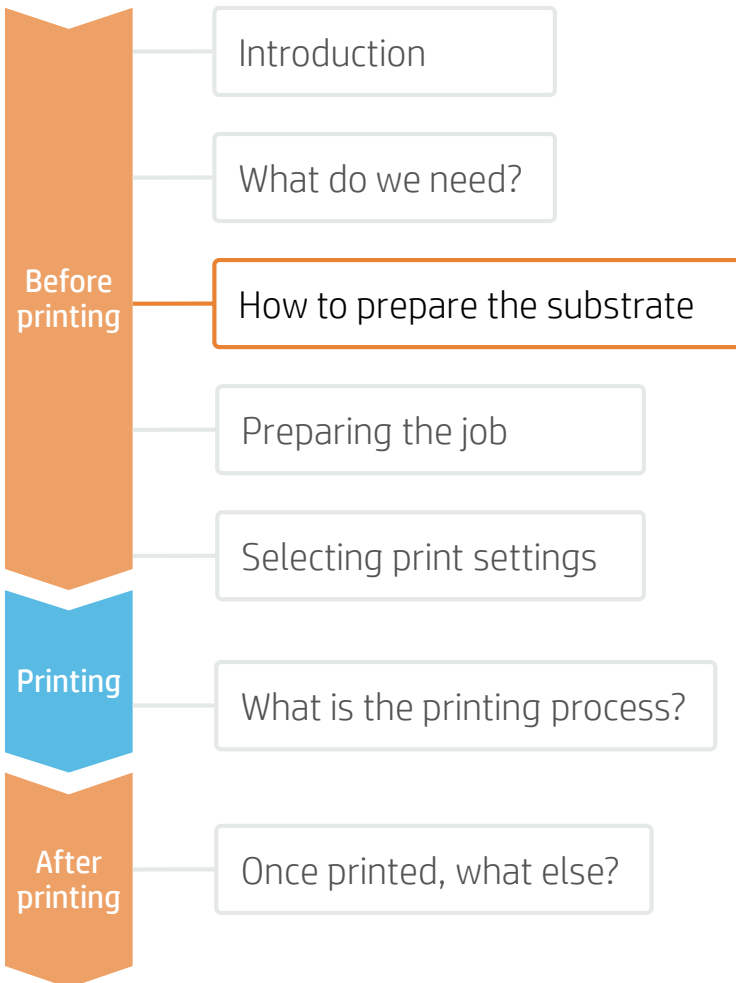 Introduction
What do we need?
Before
printing
How to prepare the substrate
Preparing the job
Selecting print settings
Printing
What is the printing process?
After
printing
Once printed, what else?